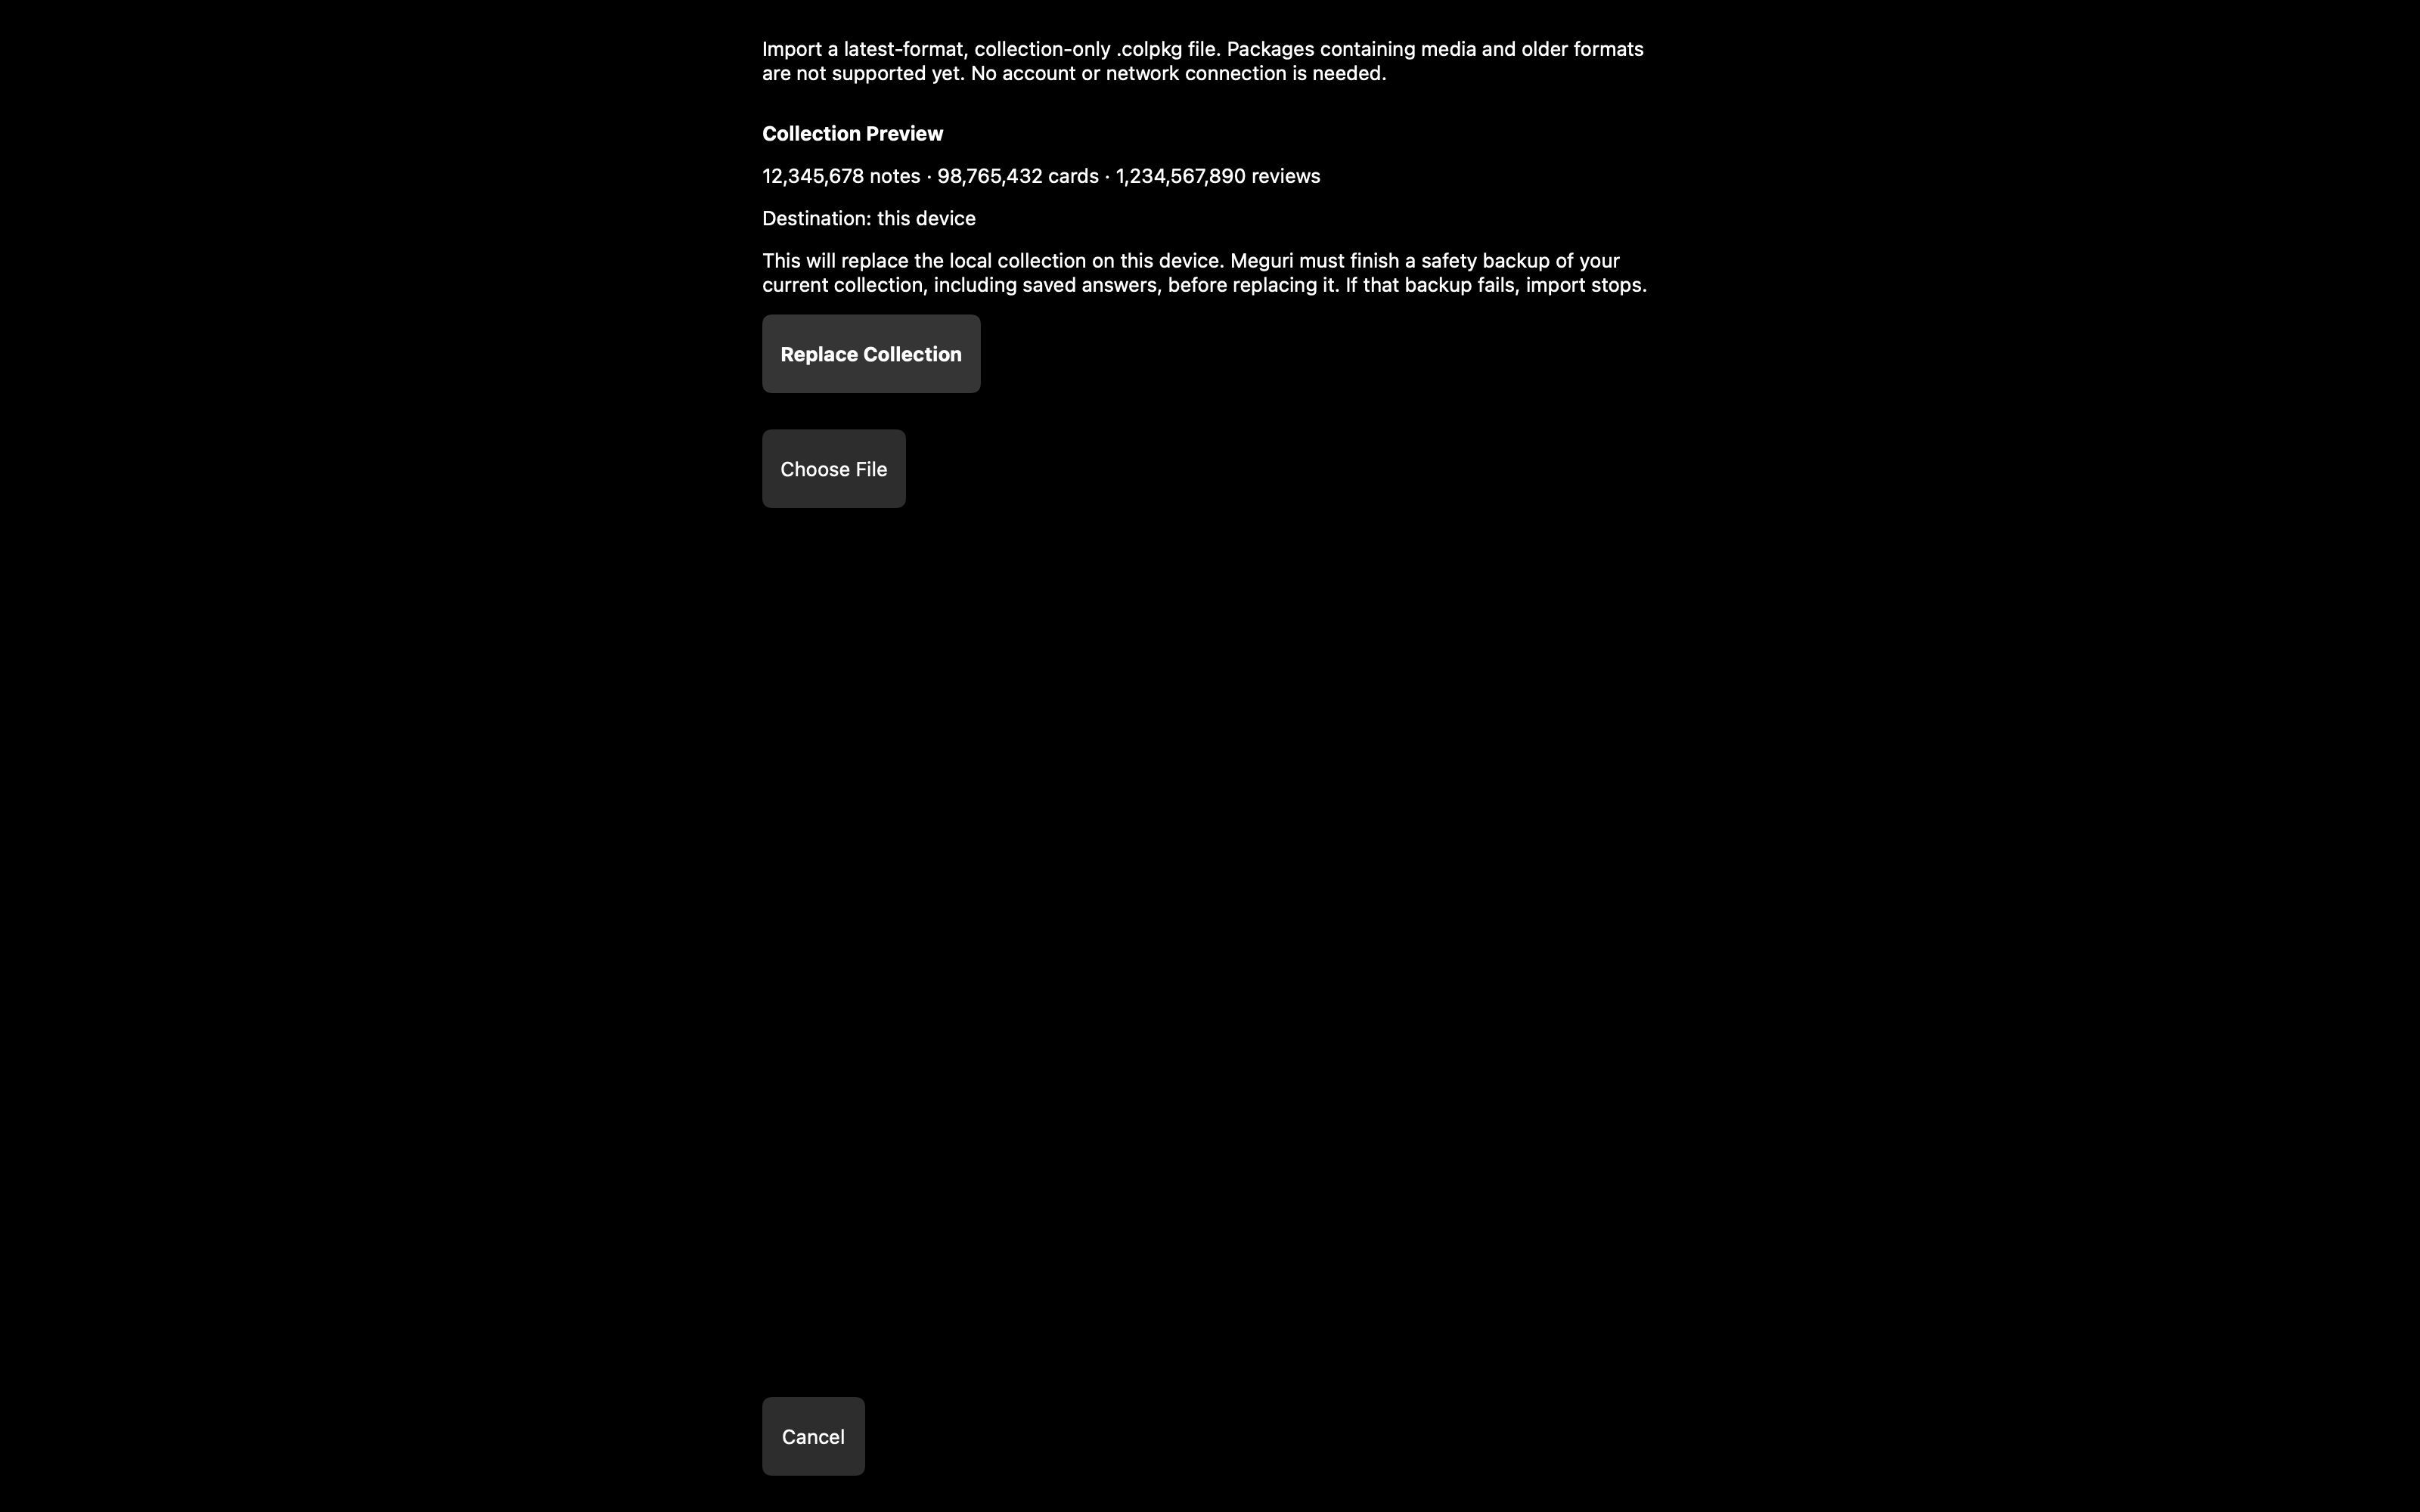 Import a latest-format, collection-only .colpkg file. Packages containing media and older formats
are not supported yet. No account or network connection is needed.
Collection Preview
12,345,678 notes · 98,765,432 cards · 1,234,567,890 reviews
Destination: this device
This will replace the local collection on this device. Meguri must finish a safety backup of your
current collection, including saved answers, before replacing it. If that backup fails, import stops.
Replace Collection
Choose File
Cancel